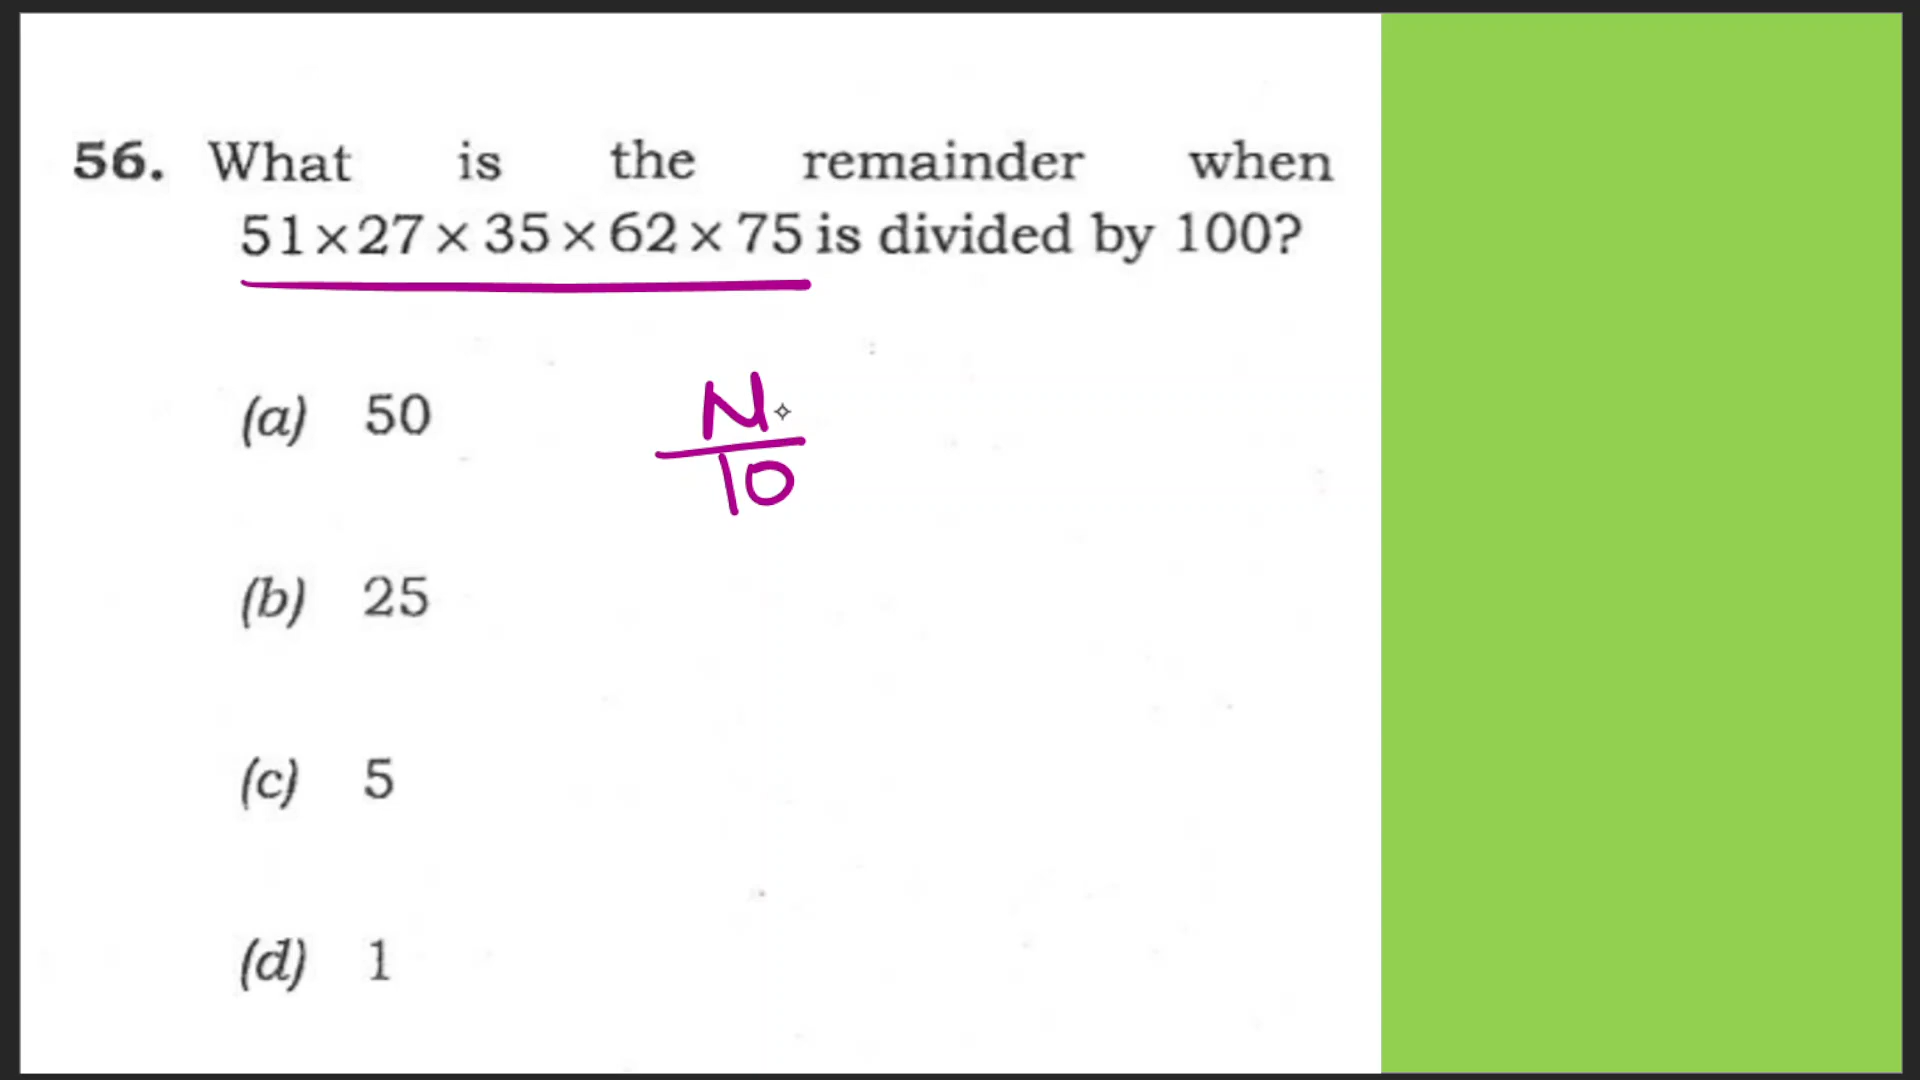 56. What is the remainder when
51×27×35×62×75 is divided by 100?
(a) 50
N
10
(b) 25
(c) 5
(d) 1